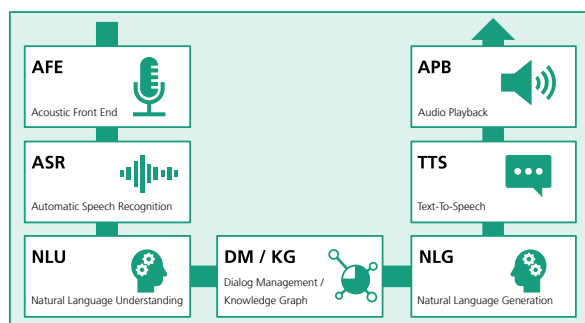 AFE
Acoustic Front End
ASR
Automatic Speech Recognition
NLU
Natural Language Understanding
DM / KG
Dialog Management /
Knowledge Graph
NLG
Natural Language Generation
TTS
Text-To-Speech
APB
Audio Playback